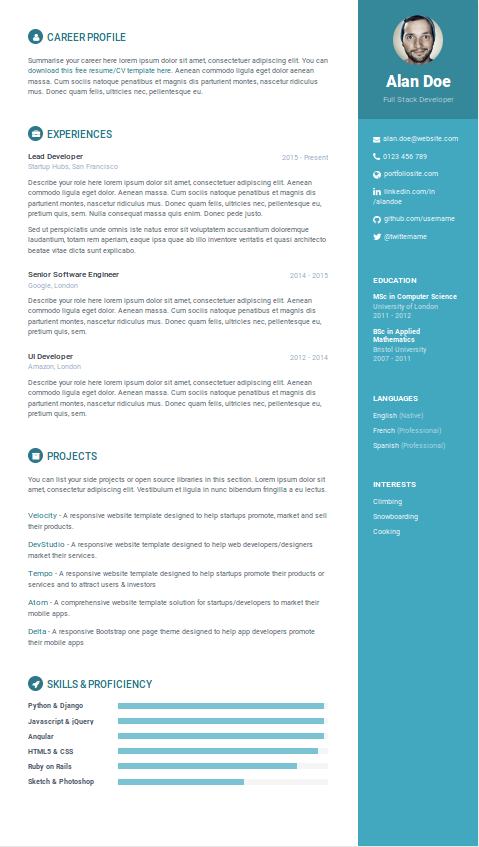 CAREER PROFILE
Summarise your career here lorem ipsum dolor sit amet, consectetuer adipiscing elit. You can
download this free resume/CV template here. Aenean commodo ligula eget dolor aenean
massa. Cum sociis natoque penatibus et magnis dis parturient montes, nascetur ridiculus
mus. Donec quam felis, ultricies nec, pellentesque eu.
EXPERIENCES
Lead Developer
2015 - Present
Startup Hubs, San Francisco
Describe your role here lorem ipsum dolor sit amet, consectetuer adipiscing elit. Aenean
commodo ligula eget dolor. Aenean massa. Cum sociis natoque penatibus et magnis dis
parturient montes, nascetur ridiculus mus. Donec quam felis, ultricies nec, pellentesque eu,
pretium quis, sem. Nulla consequat massa quis enim. Donec pede justo.
Sed ut perspiciatis unde omnis iste natus error sit voluptatem accusantium doloremque
laudantium, totam rem aperiam, eaque ipsa quae ab illo inventore veritatis et quasi architecto
beatae vitae dicta sunt explicabo.
Senior Software Engineer
2014 - 2015
Google, London
Describe your role here lorem ipsum dolor sit amet, consectetuer adipiscing elit. Aenean
commodo ligula eget dolor. Aenean massa. Cum sociis natoque penatibus et magnis dis
parturient montes, nascetur ridiculus mus. Donec quam felis, ultricies nec, pellentesque eu,
pretium quis, sem.
UI Developer
2012 - 2014
Amazon, London
Describe your role here lorem ipsum dolor sit amet, consectetuer adipiscing elit. Aenean
commodo ligula eget dolor. Aenean massa. Cum sociis natoque penatibus et magnis dis
parturient montes, nascetur ridiculus mus. Donec quam felis, ultricies nec, pellentesque eu,
pretium quis, sem.
PROJECTS
You can list your side projects or open source libraries in this section. Lorem ipsum dolor sit
amet, consectetur adipiscing elit. Vestibulum et ligula in nunc bibendum fringilla a eu lectus.
Velocity - A responsive website template designed to help startups promote, market and sell
their products.
DevStudio - A responsive website template designed to help web developers/designers
market their services.
Tempo - A responsive website template designed to help startups promote their products or
services and to attract users & investors
Atom - A comprehensive website template solution for startups/developers to market their
mobile apps.
Delta - A responsive Bootstrap one page theme designed to help app developers promote
their mobile apps
SKILLS & PROFICIENCY
Python & Django
Javascript & jQuery
Angular
HTML5 & CSS
Ruby on Rails
Sketch & Photoshop
Alan Doe
Full Stack Developer
alan.doe@website.com
0123 456 789
portfoliosite.com
linkedin.com/in
/alandoe
github.com/username
@twittername
EDUCATION
MSc in Computer Science
University of London
2011 - 2012
BSc in Applied
Mathematics
Bristol University
2007 - 2011
LANGUAGES
English (Native)
French (Professional)
Spanish (Professional)
INTERESTS
Climbing
Snowboarding
Cooking